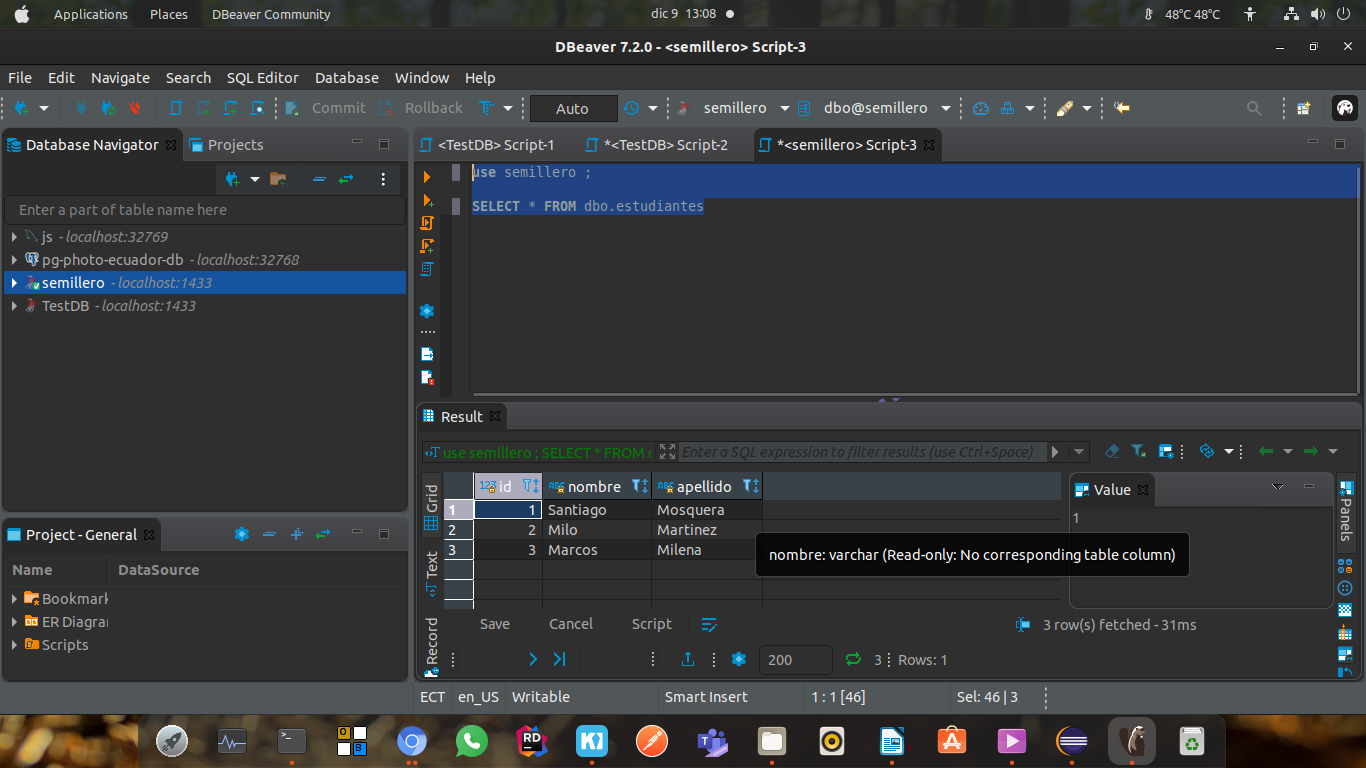 Applications Places DBeaver Community dic 9 13:08 48°C 48°C
DBeaver 7.2.0 - <semillero> Script-3
File Edit Navigate Search SQL Editor Database Window Help
Commit Rollback Auto semillero dbo@semillero
Database Navigator Projects
<TestDB> Script-1 *<TestDB> Script-2 *<semillero> Script-3
Enter a part of table name here
js - localhost:32769
pg-photo-ecuador-db - localhost:32768
semillero - localhost:1433
TestDB - localhost:1433
use semillero ;
SELECT * FROM dbo.estudiantes
Result
use semillero ; SELECT * FROM Enter a SQL expression to filter results (use Ctrl+Space)
Grid
Text
Record
123 id ABC nombre ABC apellido
1 1 Santiago Mosquera
2 2 Milo Martinez
3 3 Marcos Milena
Value
1
Panels
nombre: varchar (Read-only: No corresponding table column)
Save Cancel Script 3 row(s) fetched - 31ms
200 3 Rows: 1
Project - General
Name DataSource
Bookmark
ER Diagra
Scripts
ECT en_US Writable Smart Insert 1 : 1 [46] Sel: 46 | 3
>_ O B RD K